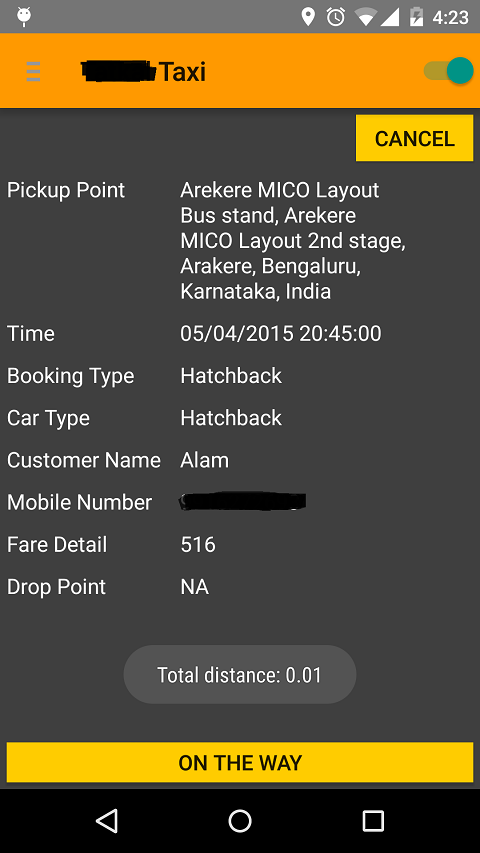 4:23
Taxi
CANCEL
Pickup Point Arekere MICO Layout
Bus stand, Arekere
MICO Layout 2nd stage,
Arakere, Bengaluru,
Karnataka, India
Time 05/04/2015 20:45:00
Booking Type Hatchback
Car Type Hatchback
Customer Name Alam
Mobile Number
Fare Detail 516
Drop Point NA
Total distance: 0.01
ON THE WAY